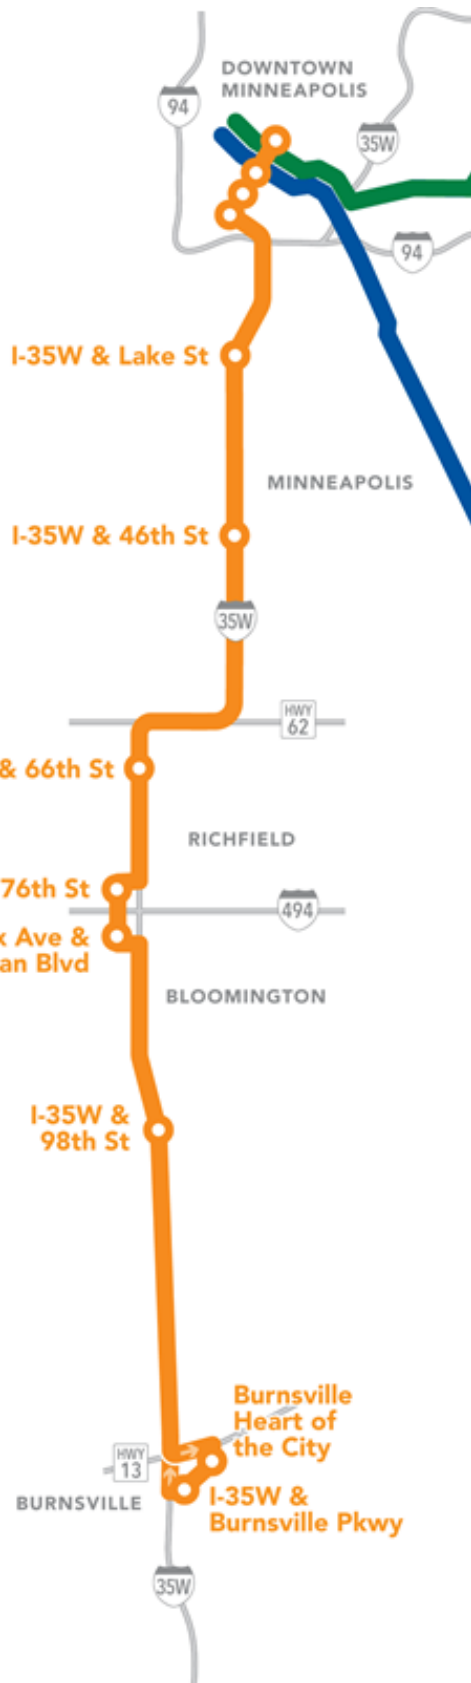 DOWNTOWN
MINNEAPOLIS
94
35W
94
I-35W & Lake St
MINNEAPOLIS
I-35W & 46th St
35W
HWY
62
& 66th St
RICHFIELD
76th St
494
x Ave &
an Blvd
BLOOMINGTON
I-35W &
98th St
Burnsville
Heart of
the City
HWY
13
BURNSVILLE
I-35W &
Burnsville Pkwy
35W